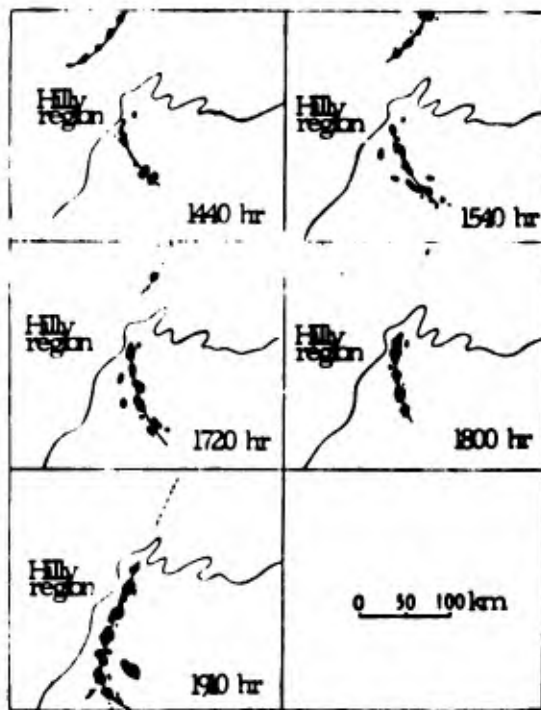 Hilly
region
1440 hr
Hilly
region
1540 hr
Hilly
region
1720 hr
Hilly
region
1800 hr
Hilly
region
1910 hr
0 50 100 km